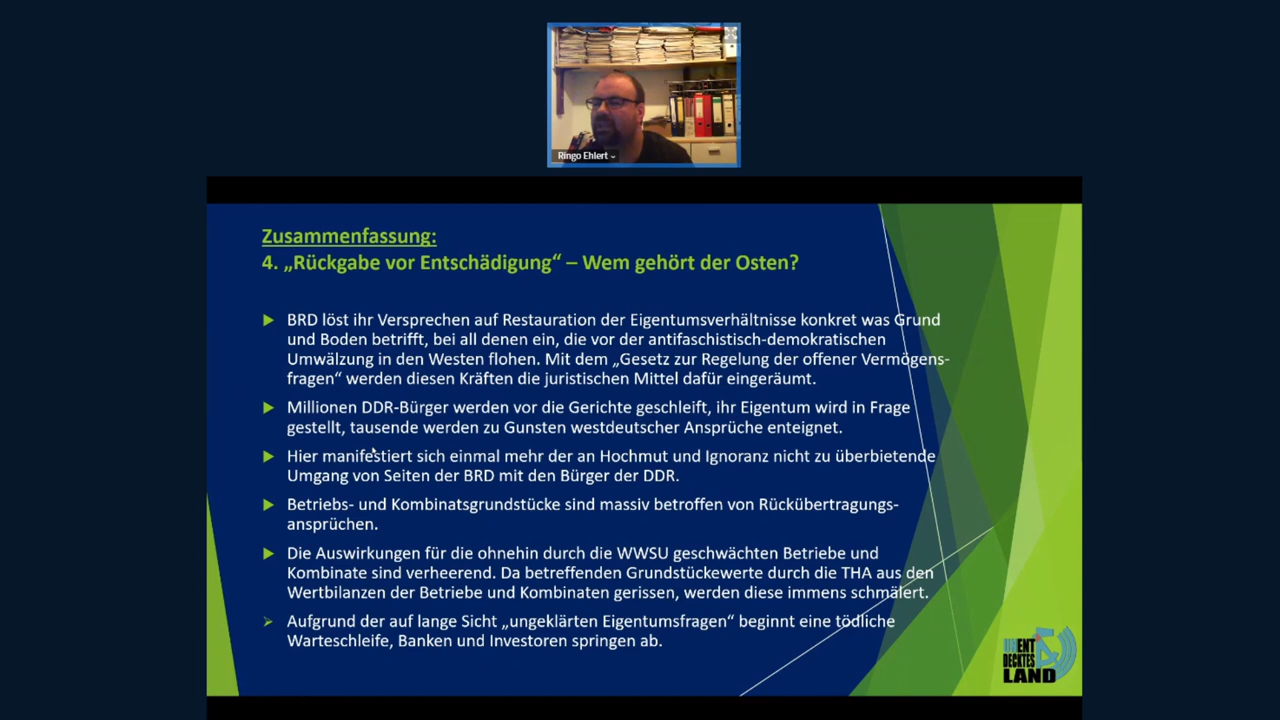 Ringo Ehlert
Zusammenfassung:
4. „Rückgabe vor Entschädigung“ – Wem gehört der Osten?
BRD löst ihr Versprechen auf Restauration der Eigentumsverhältnisse konkret was Grund
und Boden betrifft, bei all denen ein, die vor der antifaschistisch-demokratischen
Umwälzung in den Westen flohen. Mit dem „Gesetz zur Regelung der offener Vermögens-
fragen“ werden diesen Kräften die juristischen Mittel dafür eingeräumt.
Millionen DDR-Bürger werden vor die Gerichte geschleift, ihr Eigentum wird in Frage
gestellt, tausende werden zu Gunsten westdeutscher Ansprüche enteignet.
Hier manifestiert sich einmal mehr der an Hochmut und Ignoranz nicht zu überbietende
Umgang von Seiten der BRD mit den Bürger der DDR.
Betriebs- und Kombinatsgrundstücke sind massiv betroffen von Rückübertragungs-
ansprüchen.
Die Auswirkungen für die ohnehin durch die WWSU geschwächten Betriebe und
Kombinate sind verheerend. Da betreffenden Grundstückewerte durch die THA aus den
Wertbilanzen der Betriebe und Kombinaten gerissen, werden diese immens schmälert.
Aufgrund der auf lange Sicht „ungeklärten Eigentumsfragen“ beginnt eine tödliche
Warteschleife, Banken und Investoren springen ab.
UNENT
DECKTES
LAND